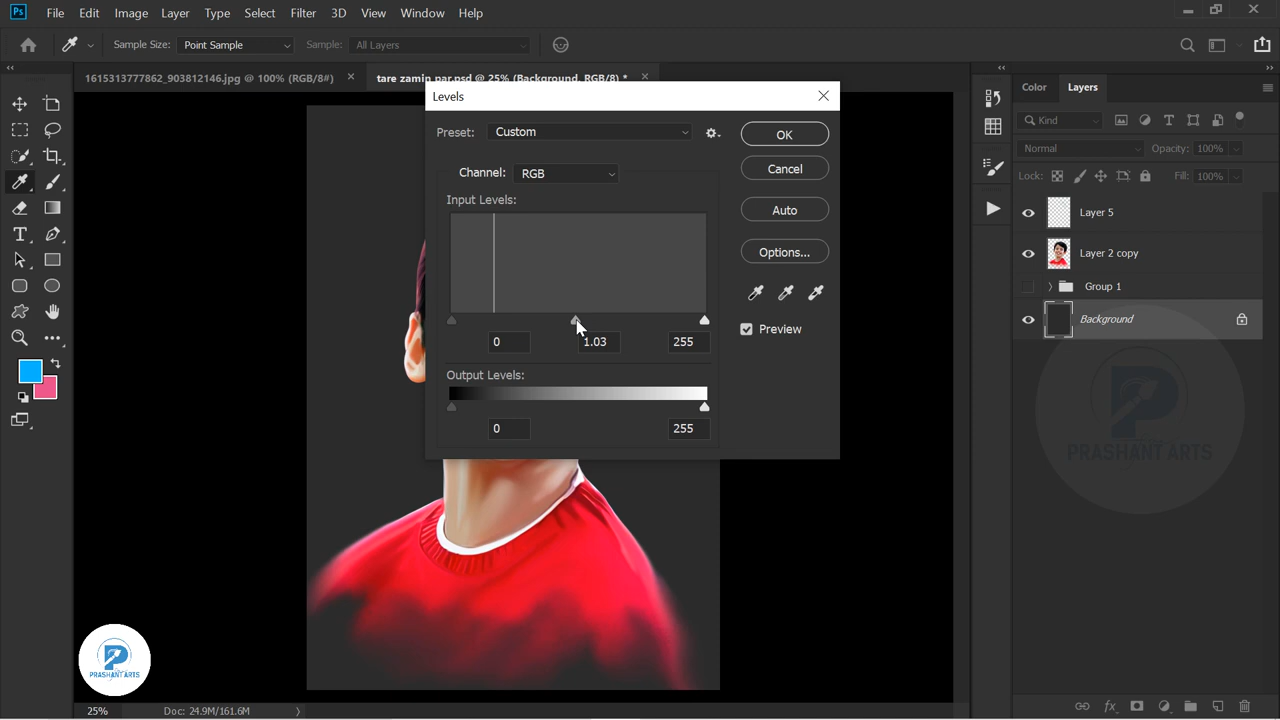 Ps File Edit Image Layer Type Select Filter 3D View Window Help
Sample Size: Point Sample Sample: All Layers
1615313777862_903812146.jpg @ 100% (RGB/8#) × tare zamin par.psd @ 25% (Background, RGB/8) * ×
Levels
Preset: Custom
Channel: RGB
Input Levels:
0 1.03 255
Output Levels:
0 255
OK
Cancel
Auto
Options...
Preview
Color Layers
Kind
Normal Opacity: 100%
Lock: Fill: 100%
Layer 5
Layer 2 copy
Group 1
Background
P
PRASHANT ARTS
P
PRASHANT ARTS
25% Doc: 24.9M/161.6M